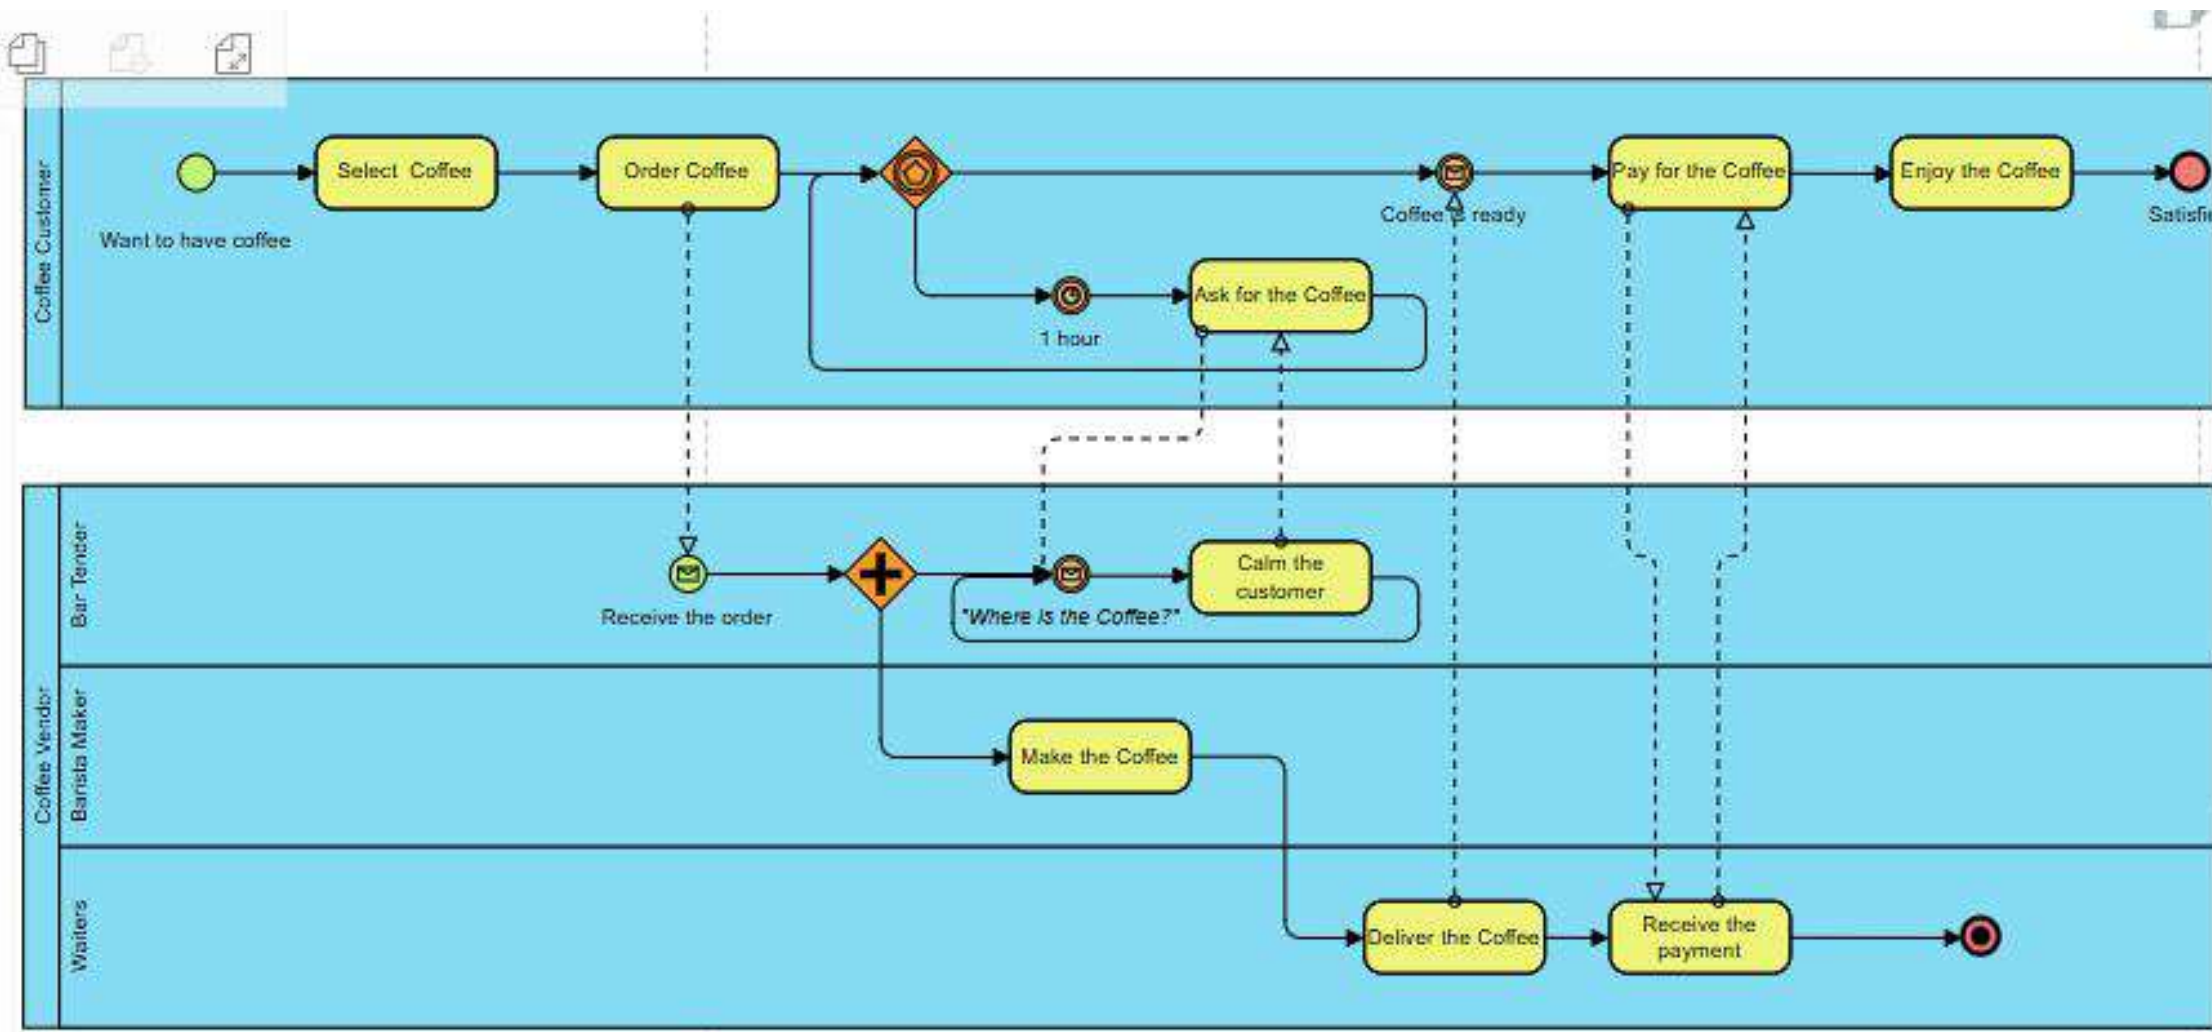 Coffee Customer
Want to have coffee
Select Coffee
Order Coffee
1 hour
Ask for the Coffee
Coffee is ready
Pay for the Coffee
Enjoy the Coffee
Coffee Vendor
Bar Tender
Receive the order
"Where is the Coffee?"
Calm the
customer
Barista Maker
Make the Coffee
Waiters
Deliver the Coffee
Receive the
payment